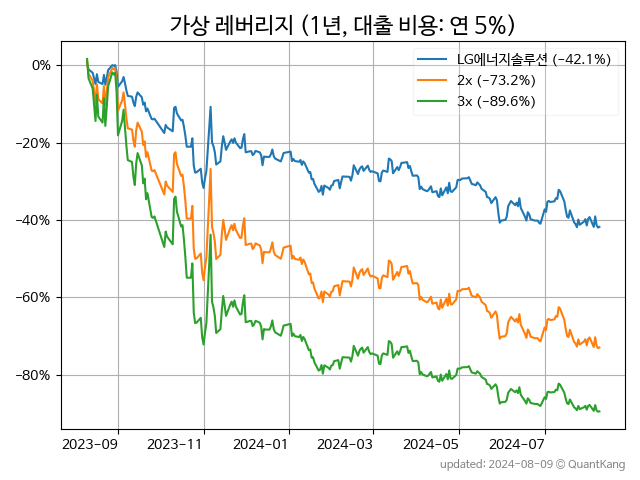 가상 레버리지 (1년, 대출 비용: 연 5%)
LG에너지솔루션 (−42.1%)
2x (−73.2%)
3x (−89.6%)
0%
−20%
−40%
−60%
−80%
2023−09 2023−11 2024−01 2024−03 2024−05 2024−07
updated: 2024-08-09 © QuantKang